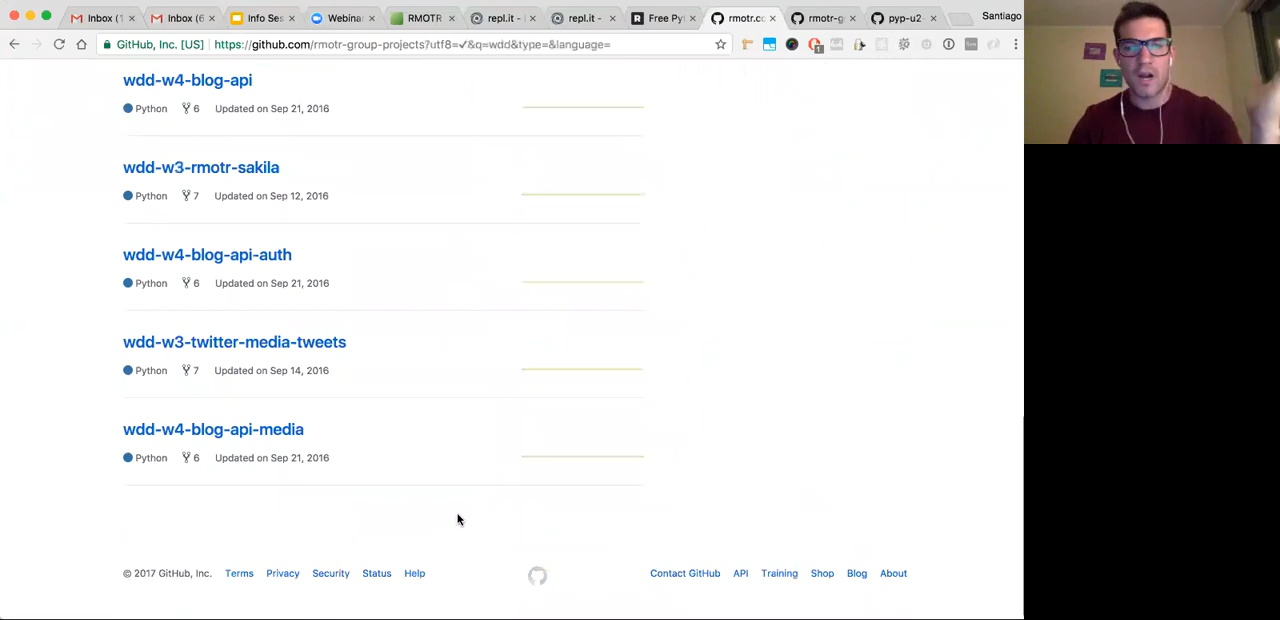 Inbox (1 Inbox (6 Info Ses Webinar RMOTR repl.it - repl.it - Free Py rmotr.co rmotr-g pyp-u2- Santiago
GitHub, Inc. [US] https://github.com/rmotr-group-projects?utf8=✓&q=wdd&type=&language=
wdd-w4-blog-api
Python 6 Updated on Sep 21, 2016
wdd-w3-rmotr-sakila
Python 7 Updated on Sep 12, 2016
wdd-w4-blog-api-auth
Python 6 Updated on Sep 21, 2016
wdd-w3-twitter-media-tweets
Python 7 Updated on Sep 14, 2016
wdd-w4-blog-api-media
Python 6 Updated on Sep 21, 2016
© 2017 GitHub, Inc. Terms Privacy Security Status Help Contact GitHub API Training Shop Blog About